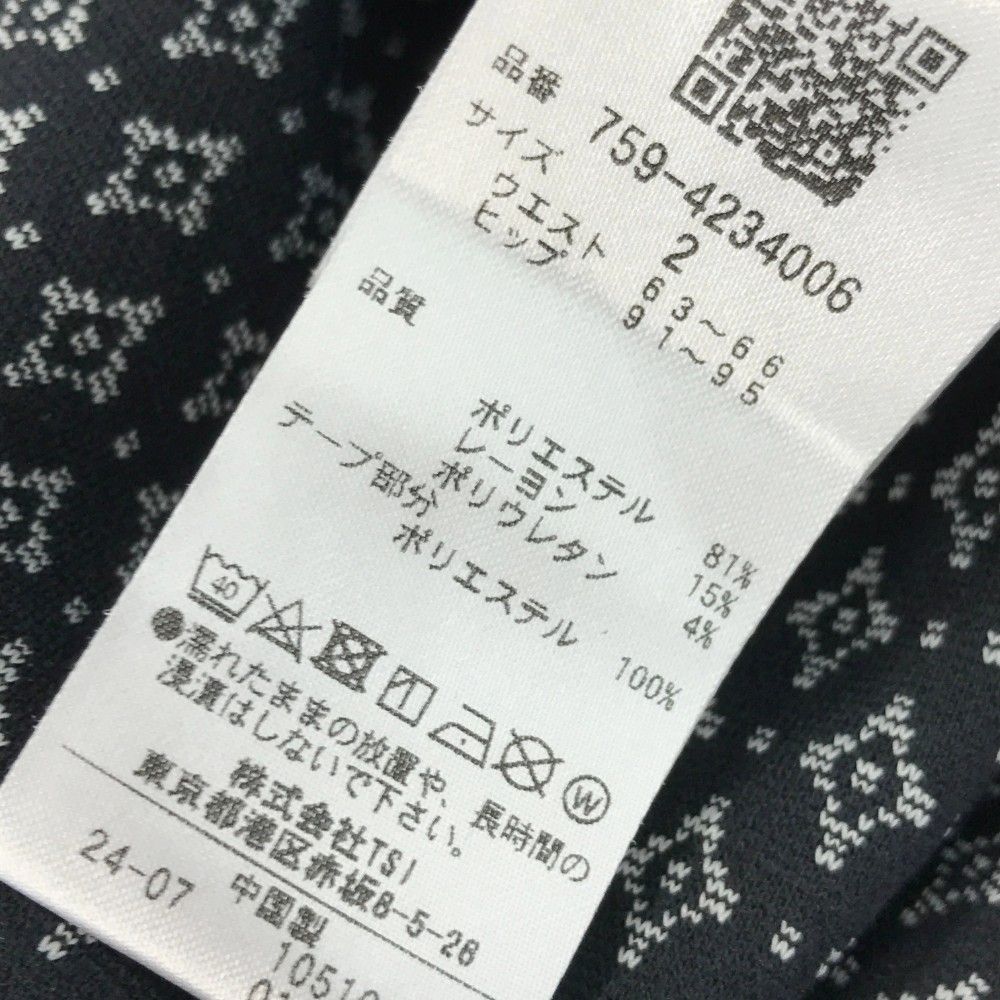 品番 759-4234006
サイズ 2
ウエスト 63～66
ヒップ 91～95
品質
ポリエステル 81%
レーヨン 15%
ポリウレタン 4%
テープ部分
ポリエステル 100%
40
W
●濡れたままの放置や、長時間の
浸漬はしないで下さい。
株式会社TSI
東京都港区赤坂8-5-28
24-07 中国製